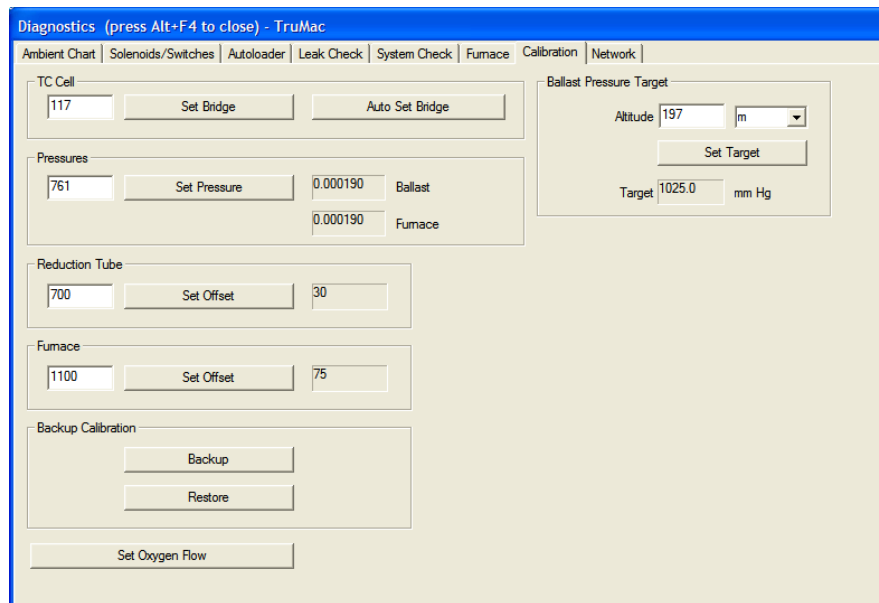 Diagnostics (press Alt+F4 to close) - TruMac
Ambient Chart Solenoids/Switches Autoloader Leak Check System Check Furnace Calibration Network
TC Cell
117 Set Bridge Auto Set Bridge
Pressures
761 Set Pressure 0.000190 Ballast
0.000190 Furnace
Reduction Tube
700 Set Offset 30
Furnace
1100 Set Offset 75
Backup Calibration
Backup
Restore
Set Oxygen Flow
Ballast Pressure Target
Altitude 197 m
Set Target
Target 1025.0 mm Hg